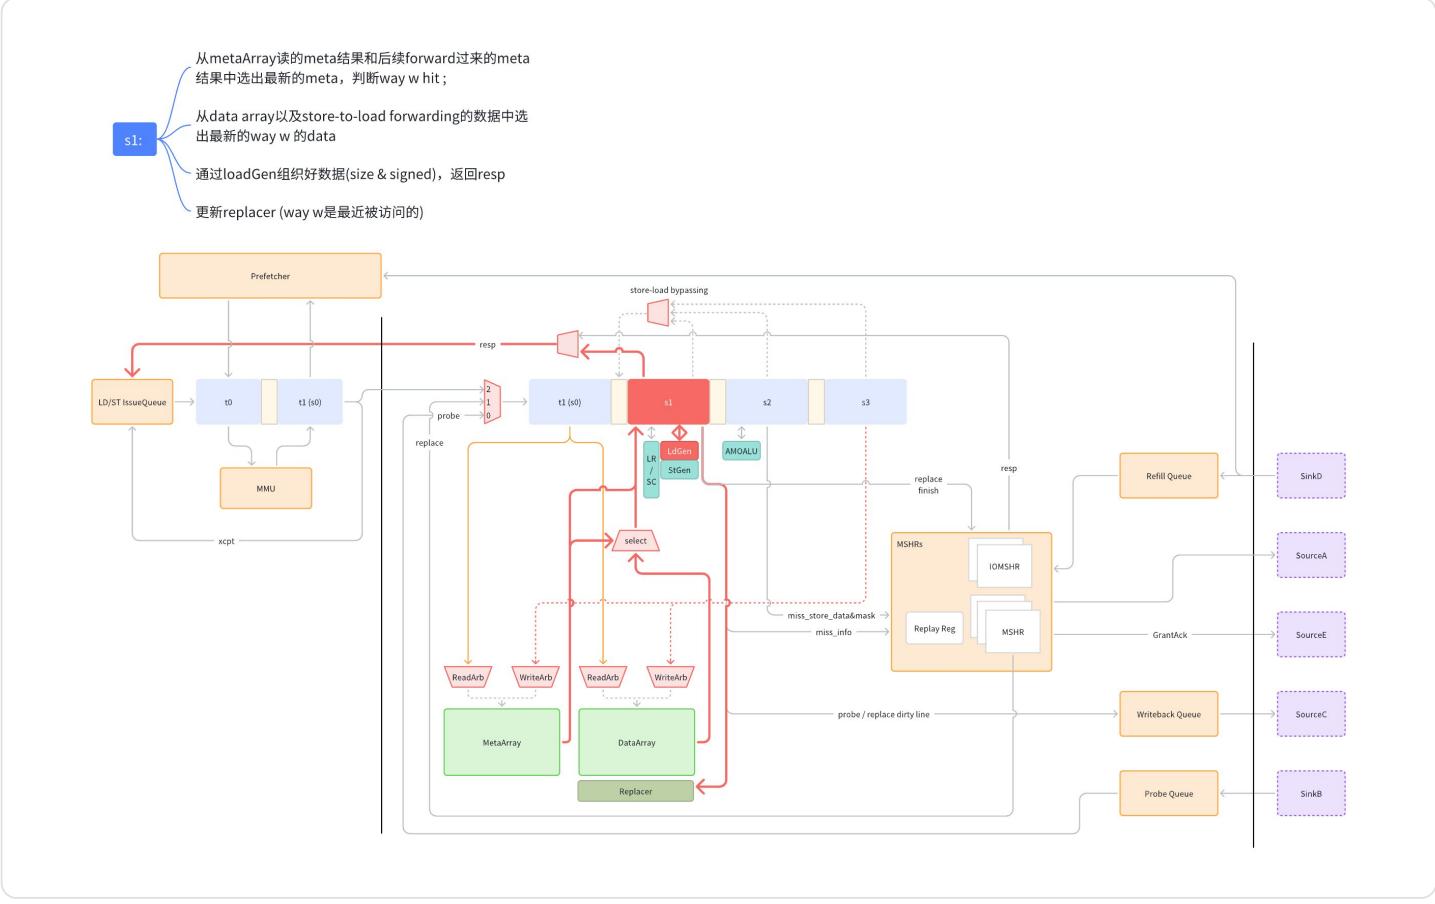 从metaArray读的meta结果和后续forward过来的meta
结果中选出最新的meta，判断way w hit ;
从data array以及store-to-load forwarding的数据中选
出最新的way w 的data
s1:
通过loadGen组织好数据(size & signed)，返回resp
更新replacer (way w是最近被访问的)
Prefetcher
store-load bypassing
resp
LD/ST IssueQueue
t0
t1 (s0)
2
1
0
probe
replace
t1 (s0)
s1
s2
s3
MMU
xcpt
LR
/
SC
LdGen
StGen
AMOALU
select
resp
replace
finish
Refill Queue
SinkD
MSHRs
IOMSHR
Replay Reg
MSHR
SourceA
miss_store_data&mask
miss_info
GrantAck
SourceE
ReadArb
WriteArb
ReadArb
WriteArb
MetaArray
DataArray
Replacer
probe / replace dirty line
Writeback Queue
SourceC
Probe Queue
SinkB